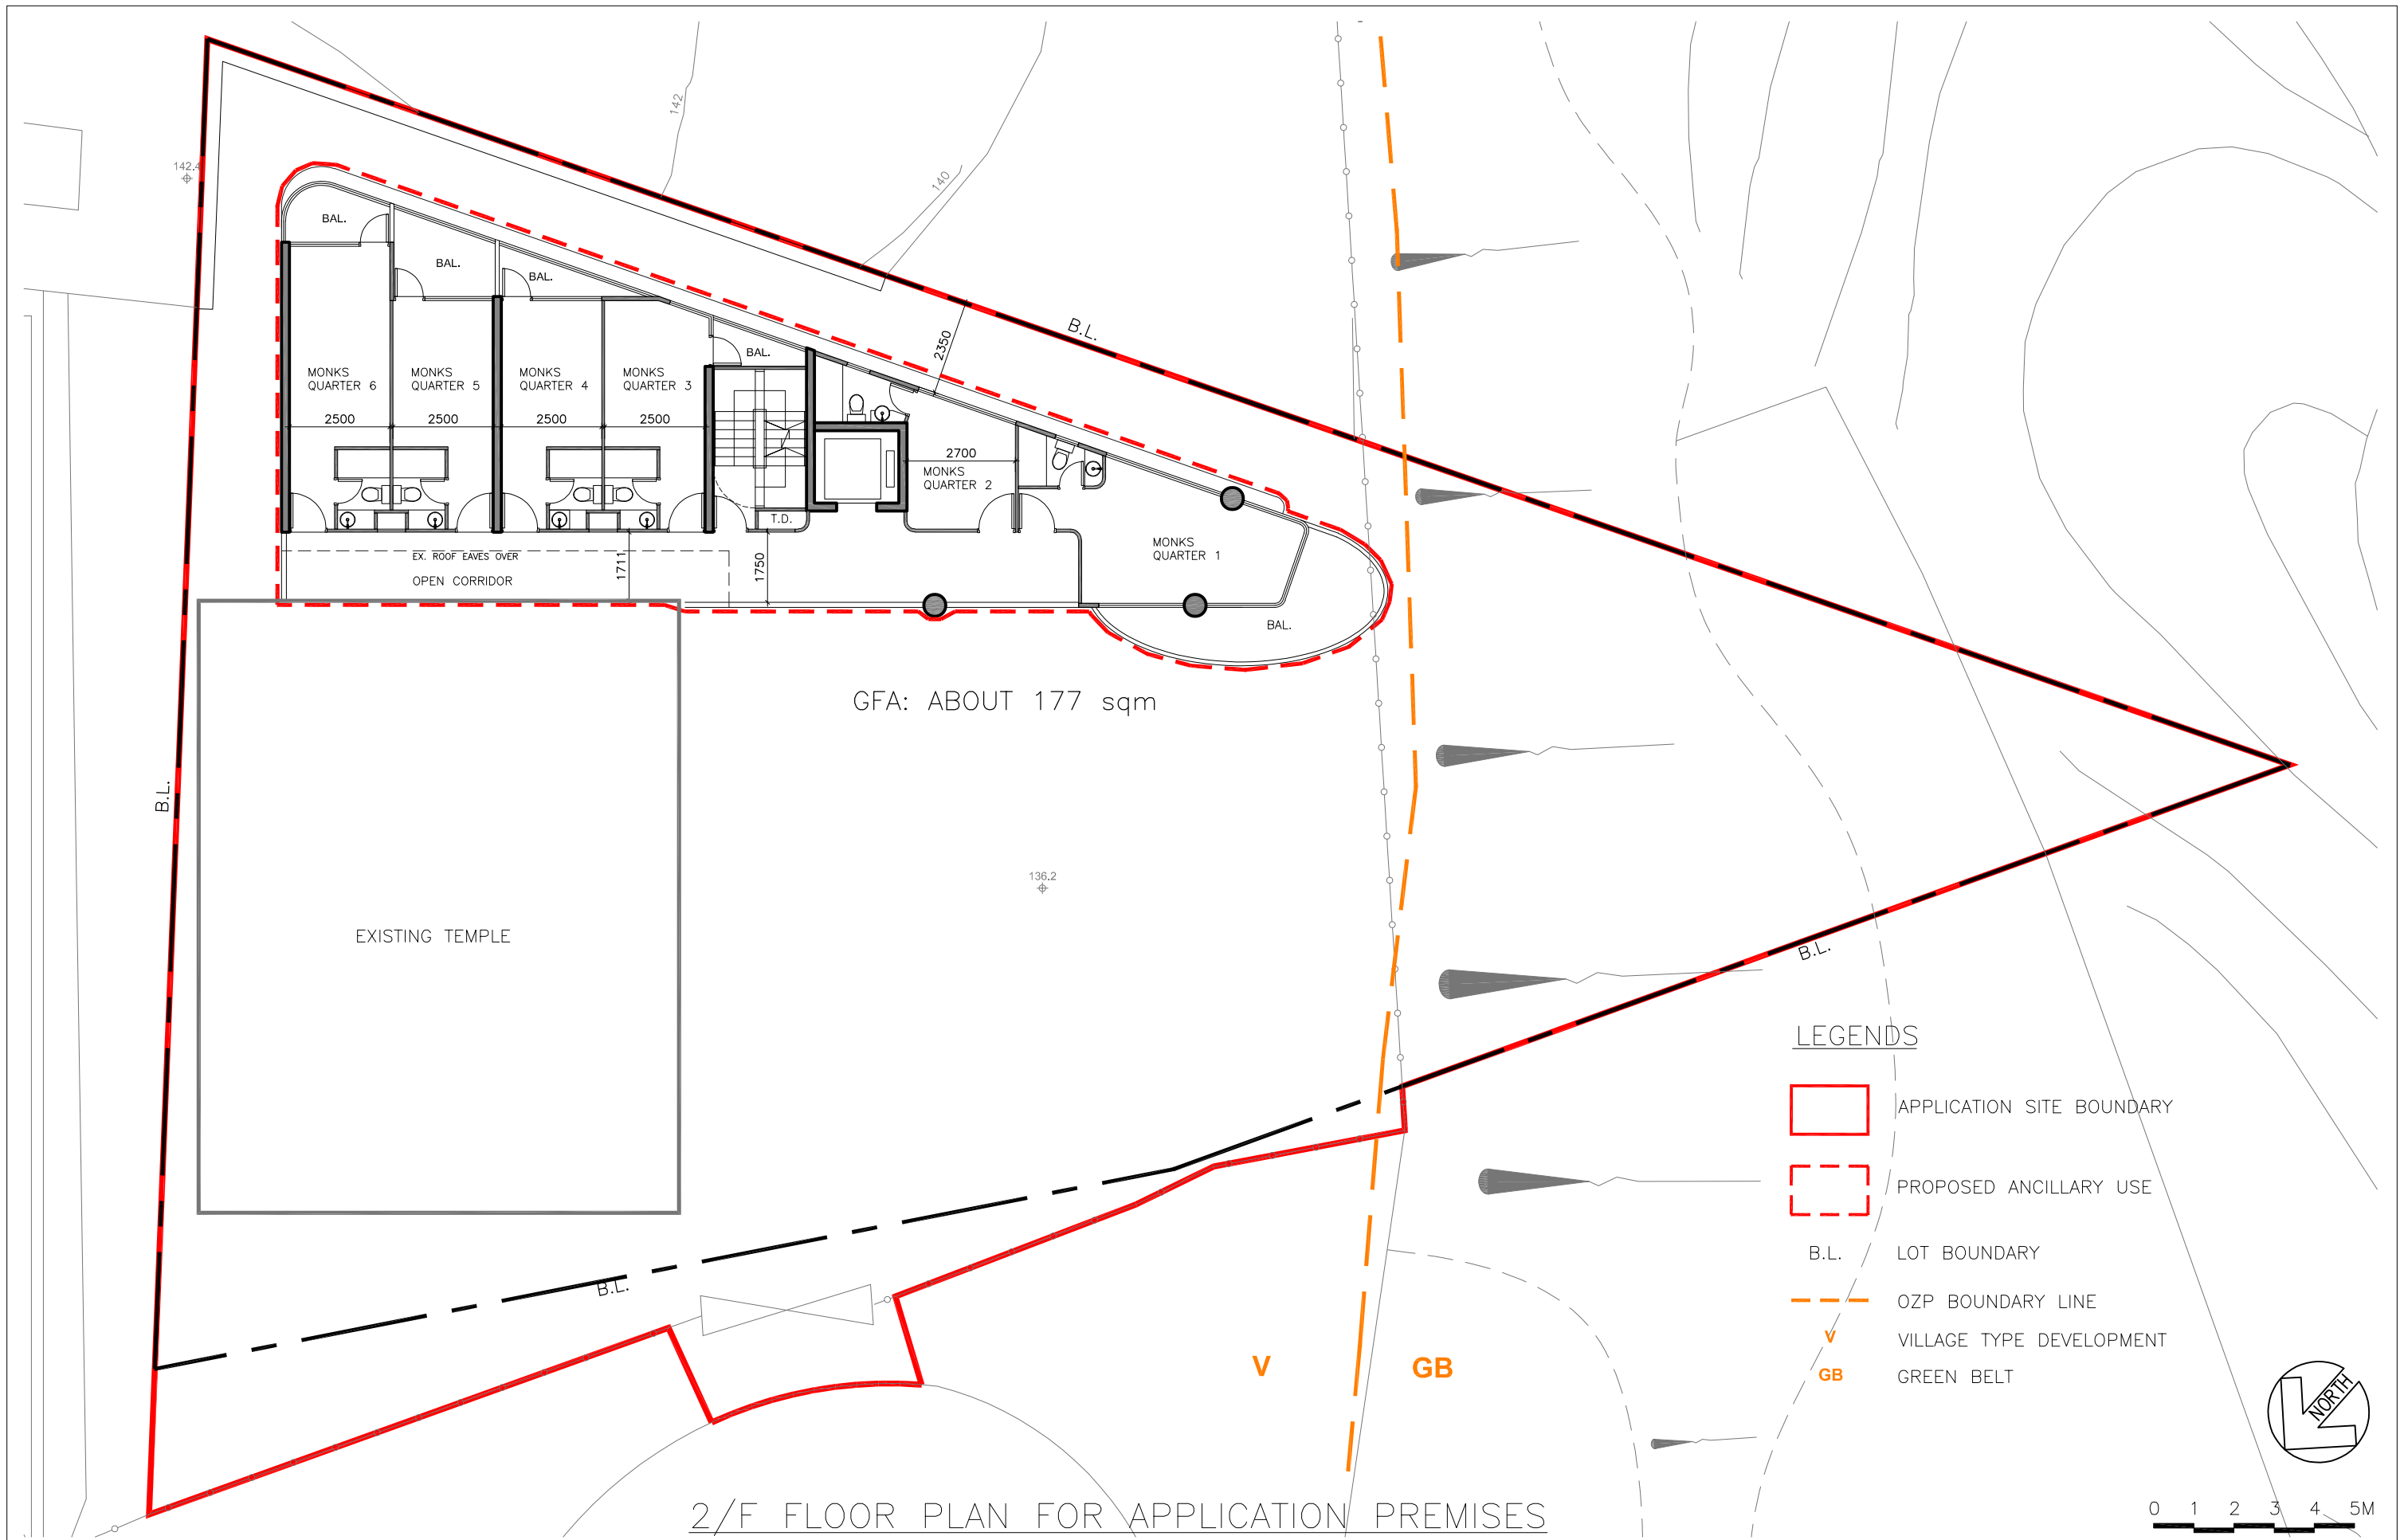 142
142.4
140
BAL.
BAL.
BAL.
BAL.
B.L.
2350
MONKS
QUARTER 6
MONKS
QUARTER 5
MONKS
QUARTER 4
MONKS
QUARTER 3
2500
2500
2500
2500
2700
MONKS
QUARTER 2
T.D.
MONKS
QUARTER 1
EX. ROOF EAVES OVER
OPEN CORRIDOR
1711
1750
BAL.
GFA: ABOUT 177 sqm
B.L.
136.2
EXISTING TEMPLE
B.L.
B.L.
V
GB
LEGENDS
APPLICATION SITE BOUNDARY
PROPOSED ANCILLARY USE
B.L. LOT BOUNDARY
OZP BOUNDARY LINE
V VILLAGE TYPE DEVELOPMENT
GB GREEN BELT
NORTH
2/F FLOOR PLAN FOR APPLICATION PREMISES
0 1 2 3 4 5M